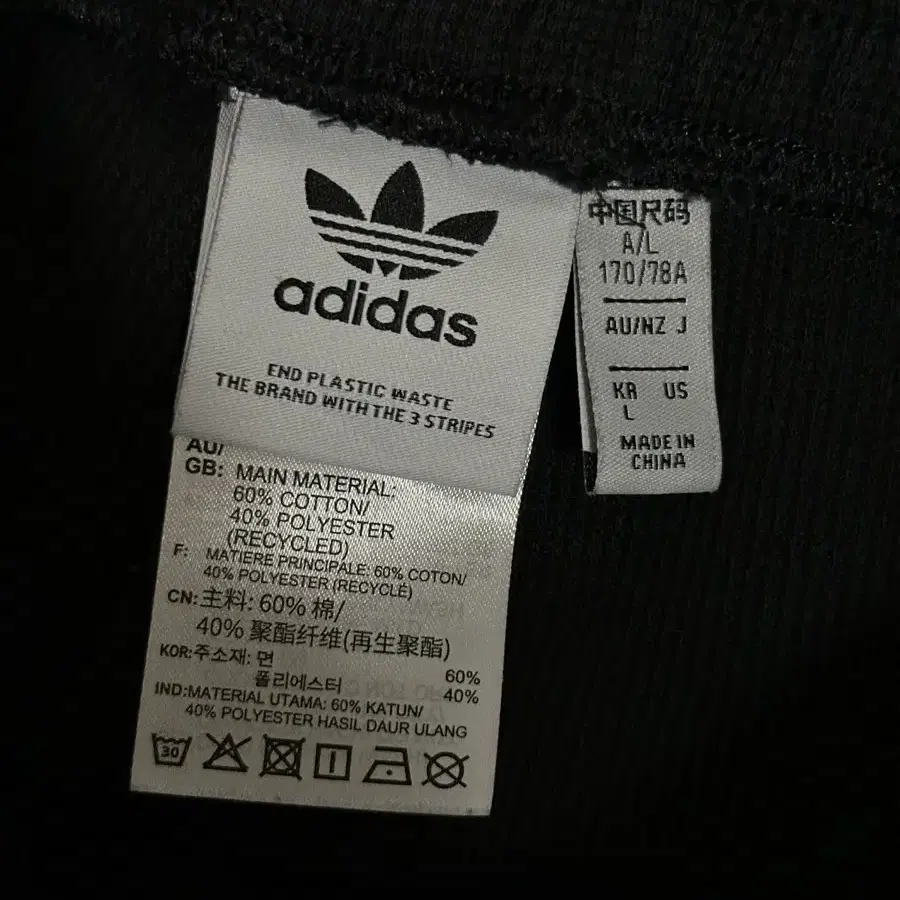 adidas
END PLASTIC WASTE
THE BRAND WITH THE 3 STRIPES
AU/
GB: MAIN MATERIAL:
60% COTTON/
40% POLYESTER
(RECYCLED)
F: MATIERE PRINCIPALE: 60% COTON/
40% POLYESTER (RECYCLÉ)
CN:主料: 60% 棉/
40% 聚酯纤维(再生聚酯)
KOR:주소재: 면 60%
폴리에스터 40%
IND:MATERIAL UTAMA: 60% KATUN/
40% POLYESTER HASIL DAUR ULANG
30
中国尺码
A/L
170/78A
AU/NZ J
KR US
L
MADE IN
CHINA